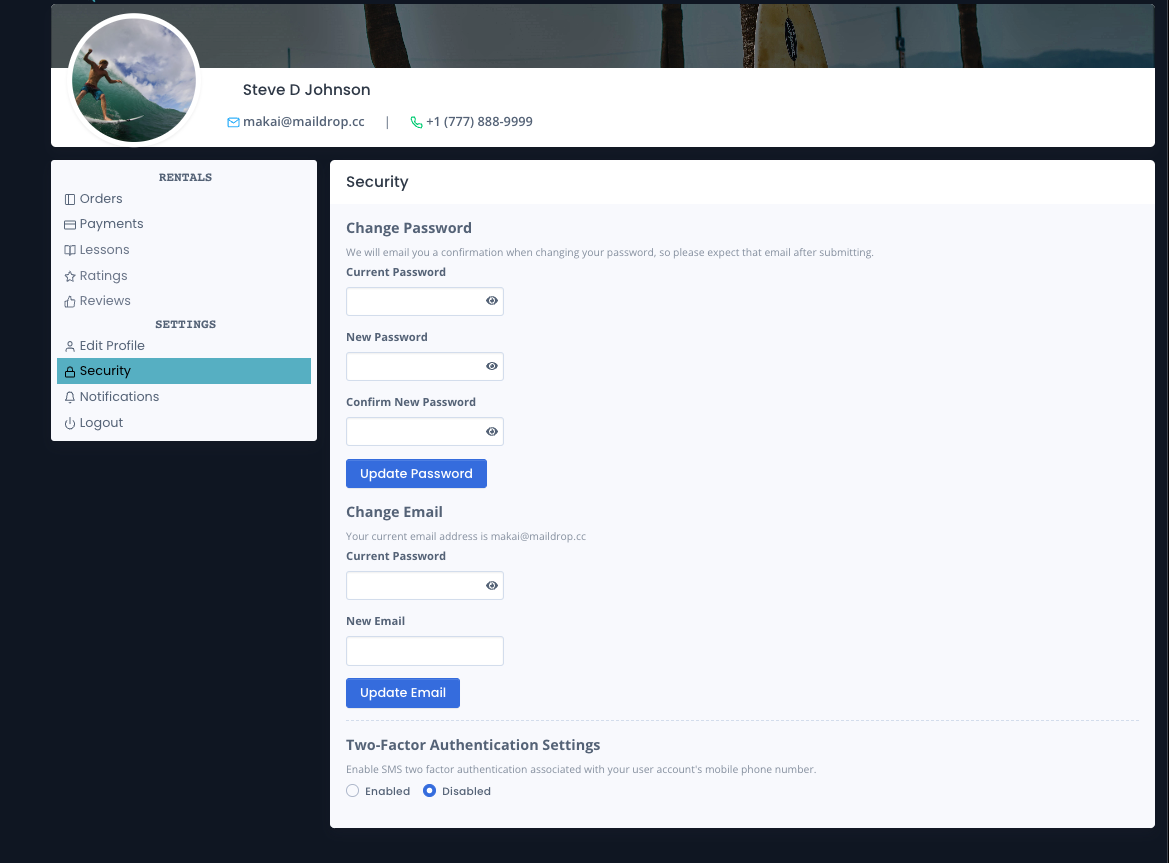 Steve D Johnson
makai@maildrop.cc | +1 (777) 888-9999
RENTALS
Orders
Payments
Lessons
Ratings
Reviews
SETTINGS
Edit Profile
Security
Notifications
Logout
Security
Change Password
We will email you a confirmation when changing your password, so please expect that email after submitting.
Current Password
New Password
Confirm New Password
Update Password
Change Email
Your current email address is makai@maildrop.cc
Current Password
New Email
Update Email
Two-Factor Authentication Settings
Enable SMS two factor authentication associated with your user account's mobile phone number.
Enabled Disabled